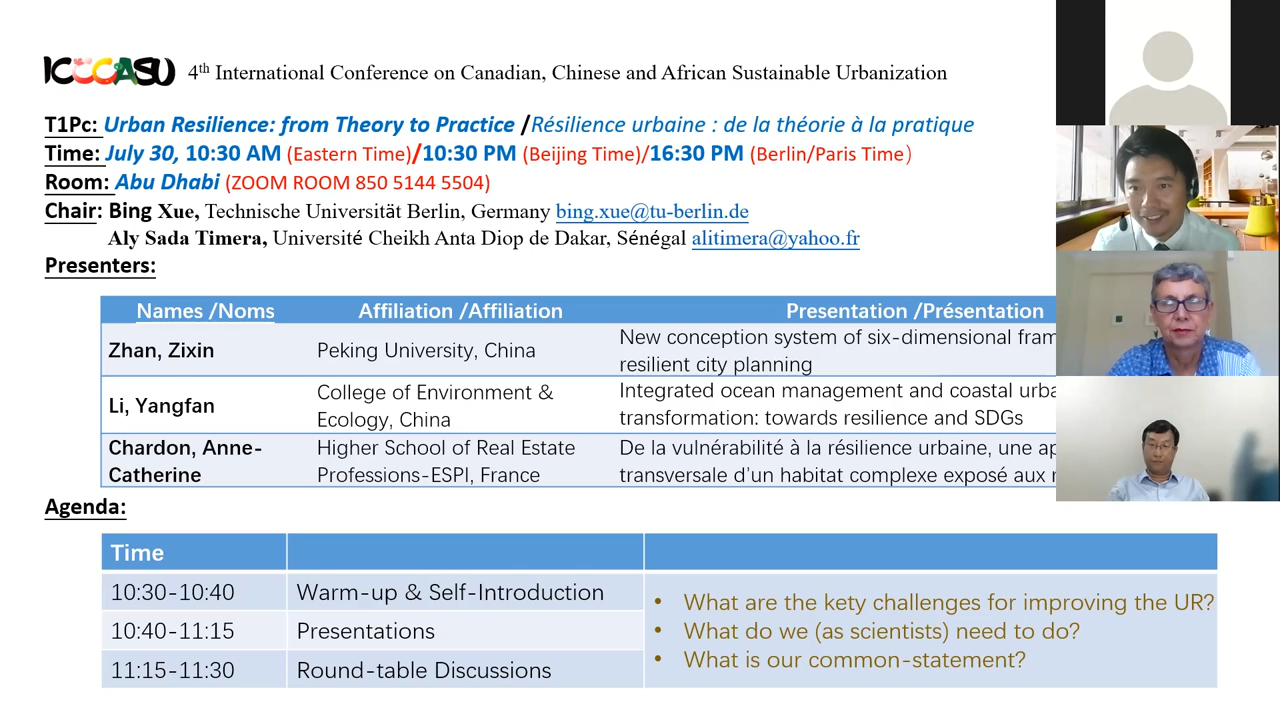 ICCCASU 4th International Conference on Canadian, Chinese and African Sustainable Urbanization
T1Pc: Urban Resilience: from Theory to Practice /Résilience urbaine : de la théorie à la pratique
Time: July 30, 10:30 AM (Eastern Time)/10:30 PM (Beijing Time)/16:30 PM (Berlin/Paris Time)
Room: Abu Dhabi (ZOOM ROOM 850 5144 5504)
Chair: Bing Xue, Technische Universität Berlin, Germany bing.xue@tu-berlin.de
Aly Sada Timera, Université Cheikh Anta Diop de Dakar, Sénégal alitimera@yahoo.fr
Presenters:
Names /Noms Affiliation /Affiliation Presentation /Présentation
Zhan, Zixin Peking University, China New conception system of six-dimensional
resilient city planning
Li, Yangfan College of Environment & Ecology, China Integrated ocean management and coastal
transformation: towards resilience and SDGs
Chardon, Anne-Catherine Higher School of Real Estate Professions-ESPI, France De la vulnérabilité à la résilience urbaine, une
transversale d'un habitat complexe exposé aux
Agenda:
Time
10:30-10:40 Warm-up & Self-Introduction
10:40-11:15 Presentations
11:15-11:30 Round-table Discussions
• What are the kety challenges for improving the UR?
• What do we (as scientists) need to do?
• What is our common-statement?